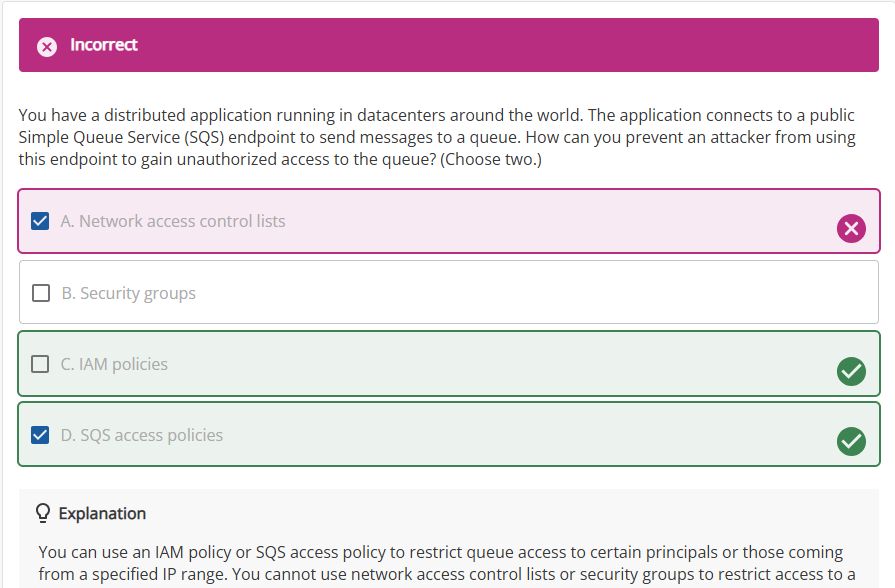 Incorrect
You have a distributed application running in datacenters around the world. The application connects to a public
Simple Queue Service (SQS) endpoint to send messages to a queue. How can you prevent an attacker from using
this endpoint to gain unauthorized access to the queue? (Choose two.)
A. Network access control lists
B. Security groups
C. IAM policies
D. SQS access policies
Explanation
You can use an IAM policy or SQS access policy to restrict queue access to certain principals or those coming
from a specified IP range. You cannot use network access control lists or security groups to restrict access to a